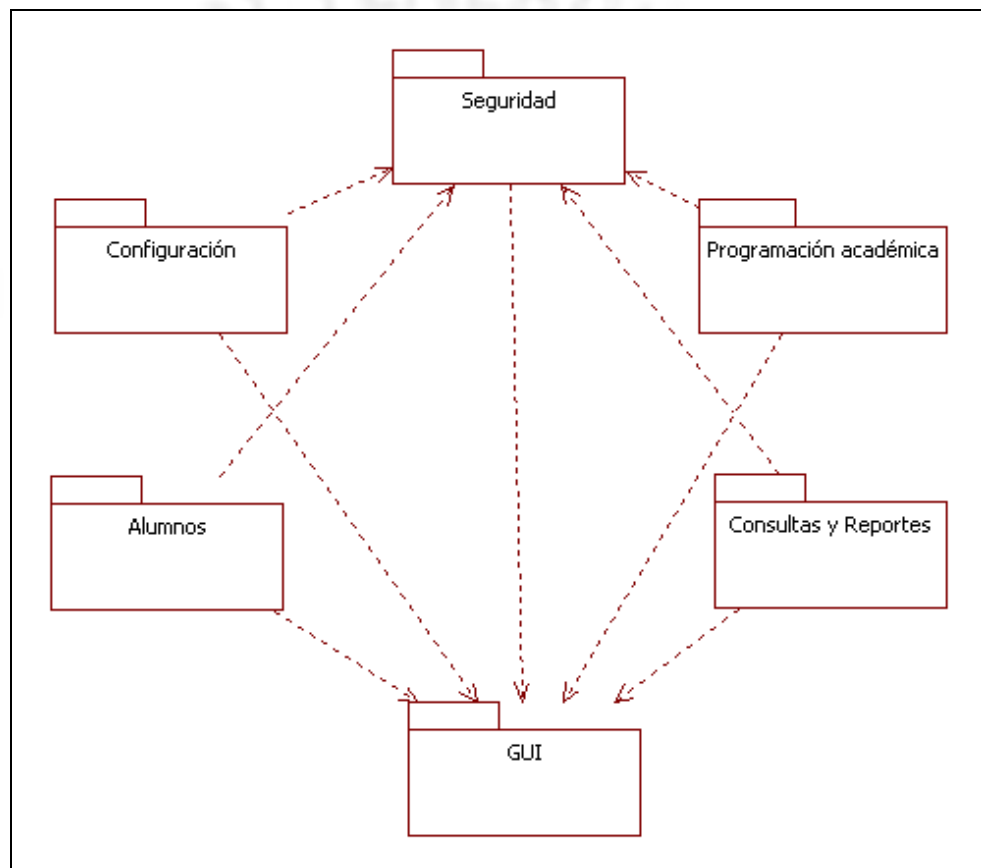 Seguridad
Configuración
Programación académica
Alumnos
Consultas y Reportes
GUI